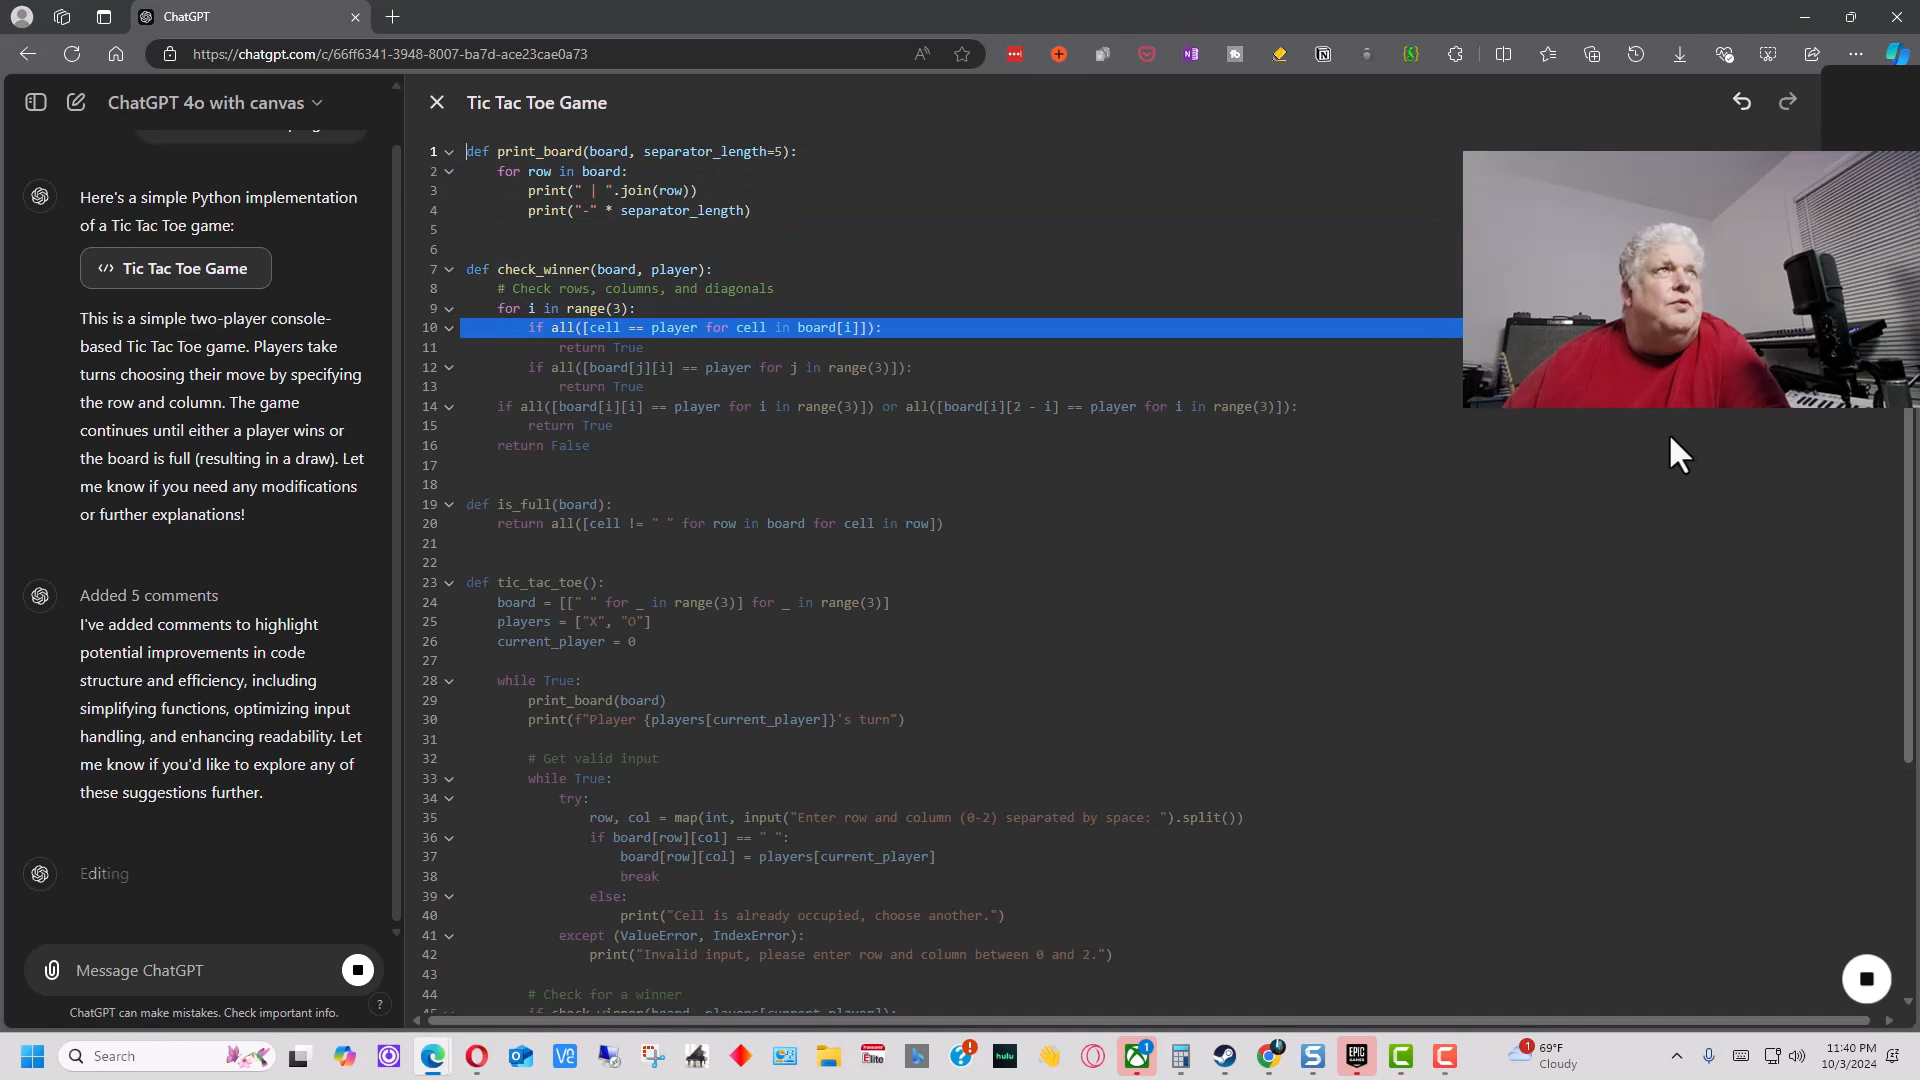 ChatGPT
https://chatgpt.com/c/66ff6341-3948-8007-ba7d-ace23cae0a73
ChatGPT 4o with canvas
Here's a simple Python implementation
of a Tic Tac Toe game:
Tic Tac Toe Game
This is a simple two-player console-
based Tic Tac Toe game. Players take
turns choosing their move by specifying
the row and column. The game
continues until either a player wins or
the board is full (resulting in a draw). Let
me know if you need any modifications
or further explanations!
Added 5 comments
I've added comments to highlight
potential improvements in code
structure and efficiency, including
simplifying functions, optimizing input
handling, and enhancing readability. Let
me know if you'd like to explore any of
these suggestions further.
Editing
Message ChatGPT
ChatGPT can make mistakes. Check important info.
?
Tic Tac Toe Game
1 def print_board(board, separator_length=5):
2 for row in board:
3 print(" | ".join(row))
4 print("-" * separator_length)
5
6
7 def check_winner(board, player):
8 # Check rows, columns, and diagonals
9 for i in range(3):
10 if all([cell == player for cell in board[i]]):
11 return True
12 if all([board[j][i] == player for j in range(3)]):
13 return True
14 if all([board[i][i] == player for i in range(3)]) or all([board[i][2 - i] == player for i in range(3)]):
15 return True
16 return False
17
18
19 def is_full(board):
20 return all([cell != " " for row in board for cell in row])
21
22
23 def tic_tac_toe():
24 board = [[" " for _ in range(3)] for _ in range(3)]
25 players = ["X", "O"]
26 current_player = 0
27
28 while True:
29 print_board(board)
30 print(f"Player {players[current_player]}'s turn")
31
32 # Get valid input
33 while True:
34 try:
35 row, col = map(int, input("Enter row and column (0-2) separated by space: ").split())
36 if board[row][col] == " ":
37 board[row][col] = players[current_player]
38 break
39 else:
40 print("Cell is already occupied, choose another.")
41 except (ValueError, IndexError):
42 print("Invalid input, please enter row and column between 0 and 2.")
43
44 # Check for a winner
Search
hulu
69°F
Cloudy
11:40 PM
10/3/2024